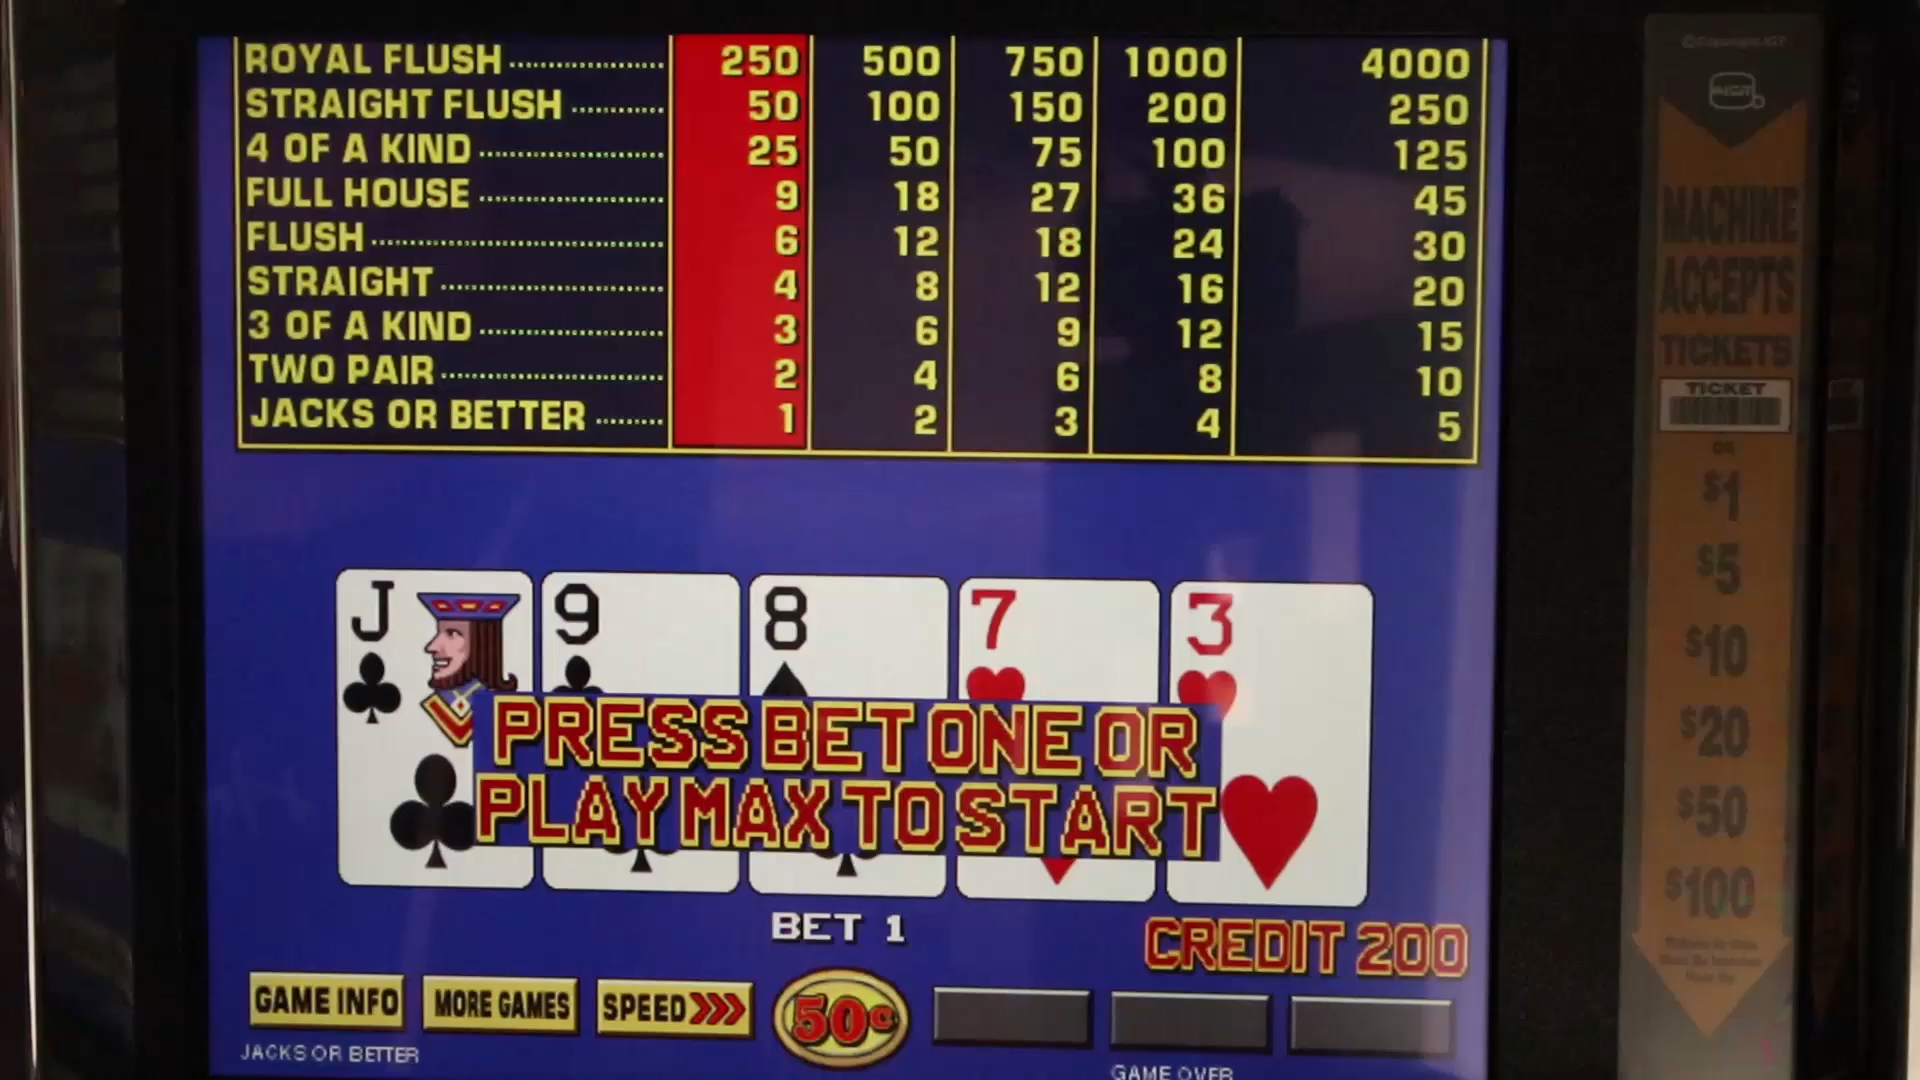 ROYAL FLUSH 250 500 750 1000 4000
STRAIGHT FLUSH 50 100 150 200 250
4 OF A KIND 25 50 75 100 125
FULL HOUSE 9 18 27 36 45
FLUSH 6 12 18 24 30
STRAIGHT 4 8 12 16 20
3 OF A KIND 3 6 9 12 15
TWO PAIR 2 4 6 8 10
JACKS OR BETTER 1 2 3 4 5
J 9 8 7 3
PRESS BET ONE OR
PLAY MAX TO START
BET 1
CREDIT 200
GAME INFO MORE GAMES SPEED 50¢
JACKS OR BETTER
GAME OVER
MACHINE
ACCEPTS
TICKETS
TICKET
OR
$1
$5
$10
$20
$50
$100